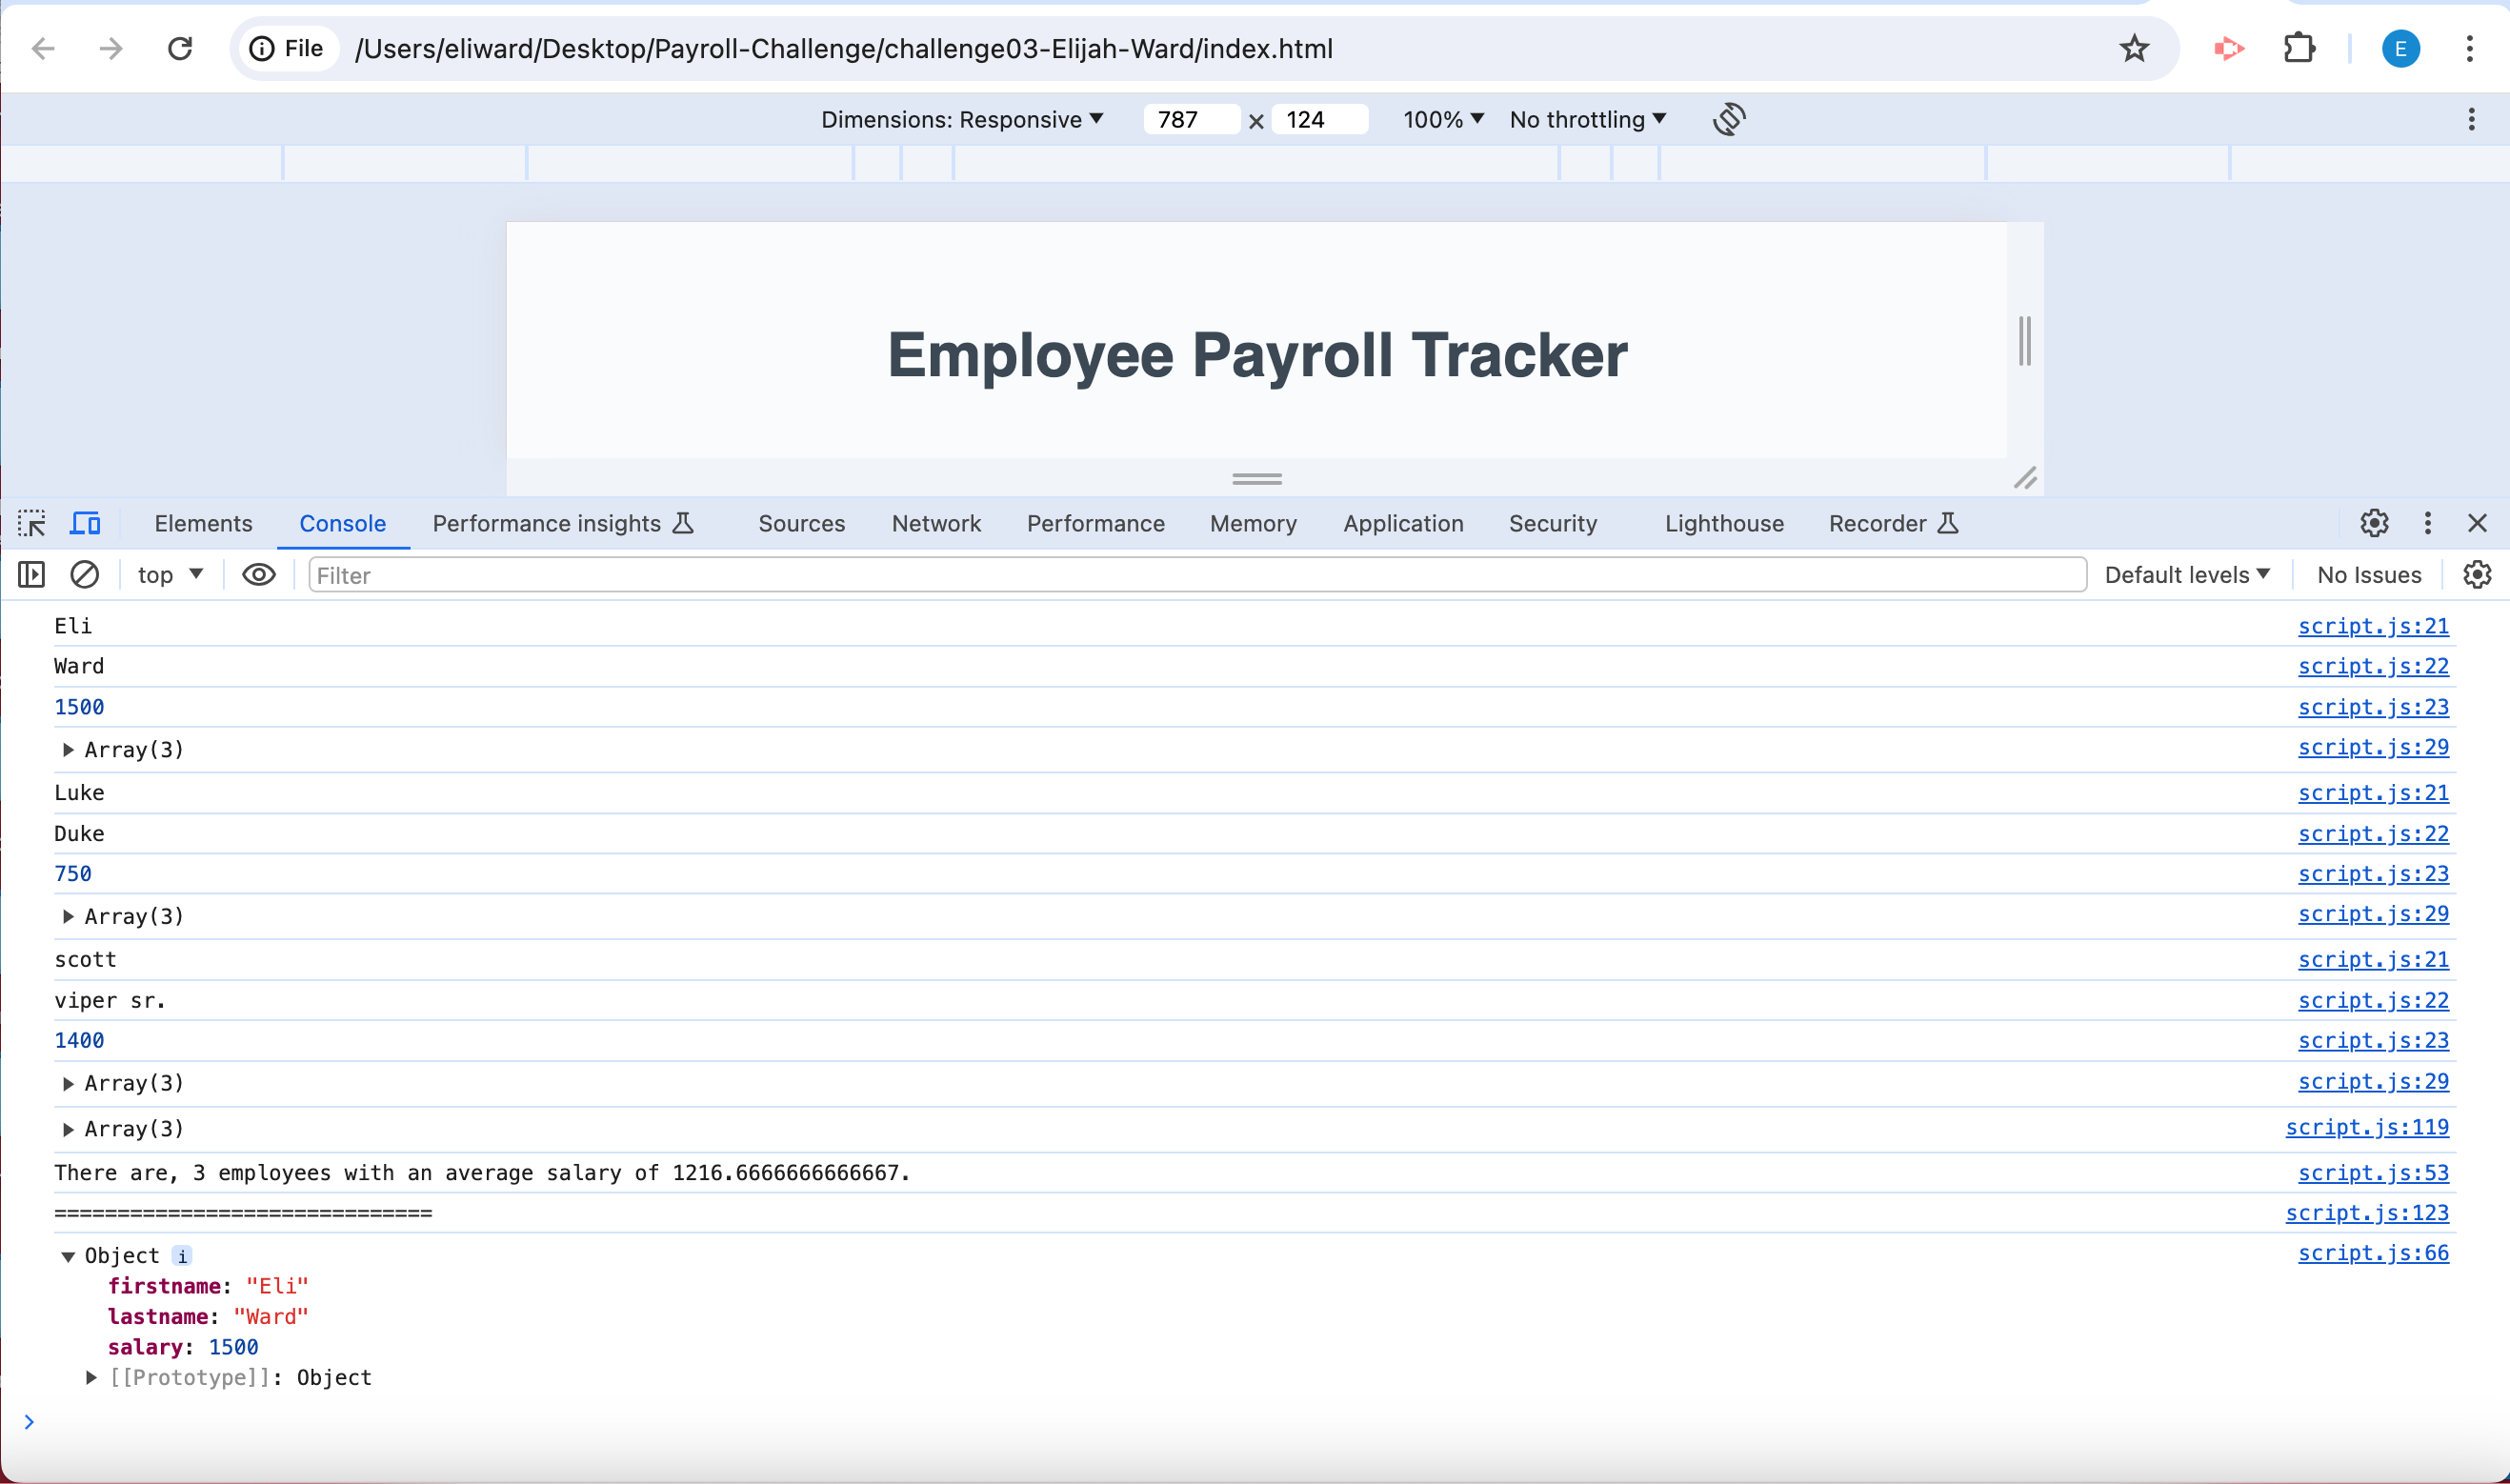 File /Users/eliward/Desktop/Payroll-Challenge/challenge03-Elijah-Ward/index.html E
Dimensions: Responsive 787 x 124 100% No throttling
Employee Payroll Tracker
Elements Console Performance insights Sources Network Performance Memory Application Security Lighthouse Recorder
top Filter Default levels No Issues
Eli script.js:21
Ward script.js:22
1500 script.js:23
Array(3) script.js:29
Luke script.js:21
Duke script.js:22
750 script.js:23
Array(3) script.js:29
scott script.js:21
viper sr. script.js:22
1400 script.js:23
Array(3) script.js:29
Array(3) script.js:119
There are, 3 employees with an average salary of 1216.6666666666667. script.js:53
============================== script.js:123
Object i script.js:66
firstname: "Eli"
lastname: "Ward"
salary: 1500
[[Prototype]]: Object